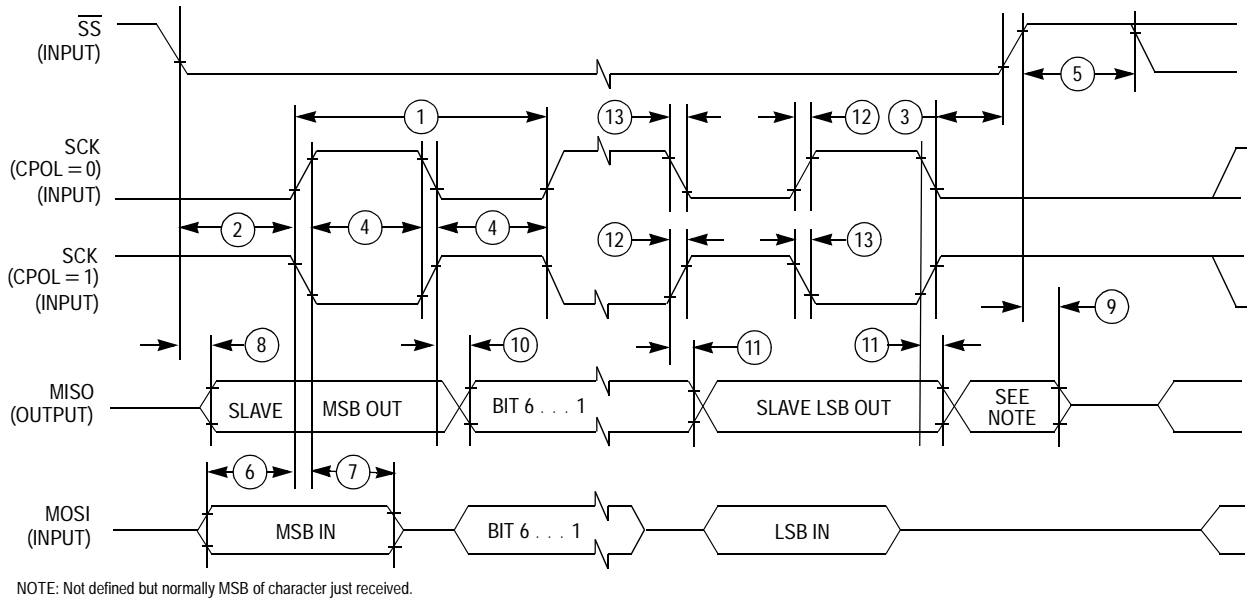 SS
(INPUT)
5
1
13
12
3
SCK
(CPOL = 0)
(INPUT)
2
4
4
12
13
SCK
(CPOL = 1)
(INPUT)
9
8
10
11
11
MISO
(OUTPUT)
SLAVE
MSB OUT
BIT 6 . . . 1
SLAVE LSB OUT
SEE
NOTE
6
7
MOSI
(INPUT)
MSB IN
BIT 6 . . . 1
LSB IN
NOTE: Not defined but normally MSB of character just received.